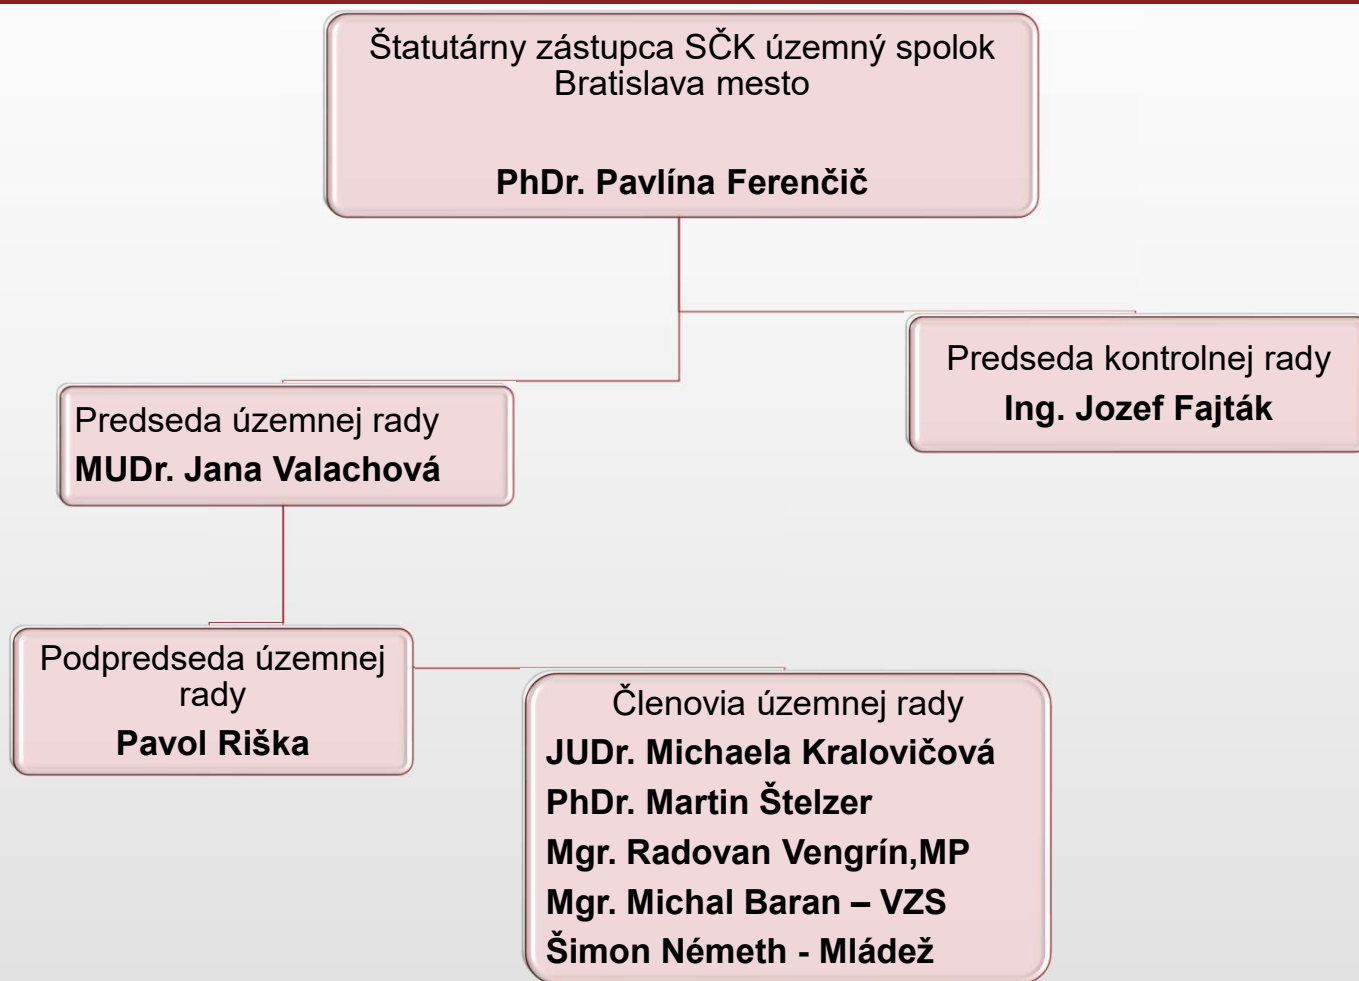 Štatutárny zástupca SČK územný spolok
Bratislava mesto
PhDr. Pavlína Ferenčič
Predseda kontrolnej rady
Ing. Jozef Fajták
Predseda územnej rady
MUDr. Jana Valachová
Podpredseda územnej
rady
Pavol Riška
Členovia územnej rady
JUDr. Michaela Kralovičová
PhDr. Martin Štelzer
Mgr. Radovan Vengrín,MP
Mgr. Michal Baran – VZS
Šimon Németh - Mládež